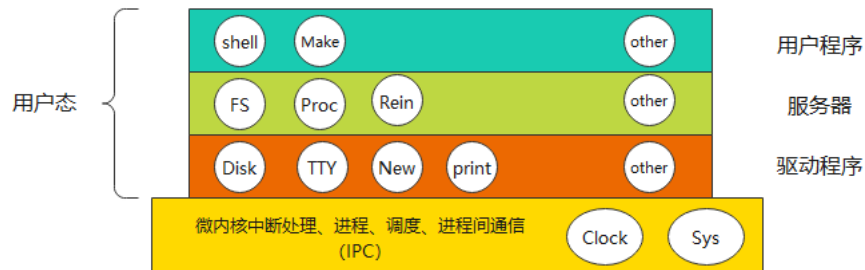 shell Make other 用户程序
用户态
FS Proc Rein other 服务器
Disk TTY New print other 驱动程序
微内核中断处理、进程、调度、进程间通信
(IPC)
Clock Sys